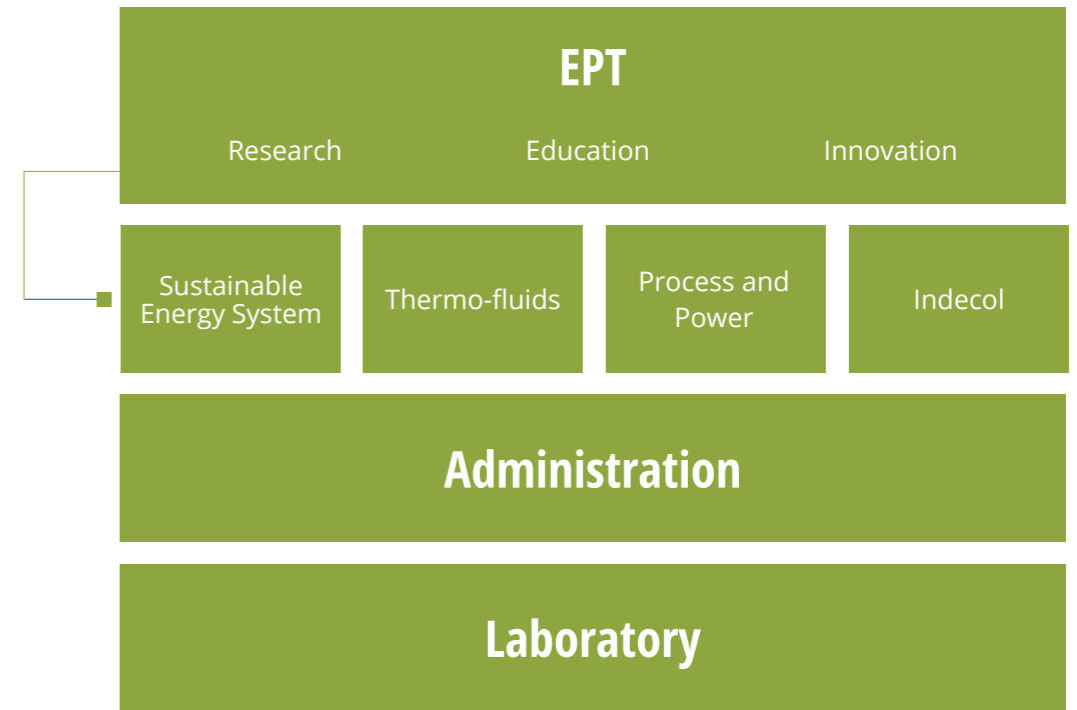 EPT
Research Education Innovation
Sustainable
Energy System
Thermo-fluids
Process and
Power
Indecol
Administration
Laboratory